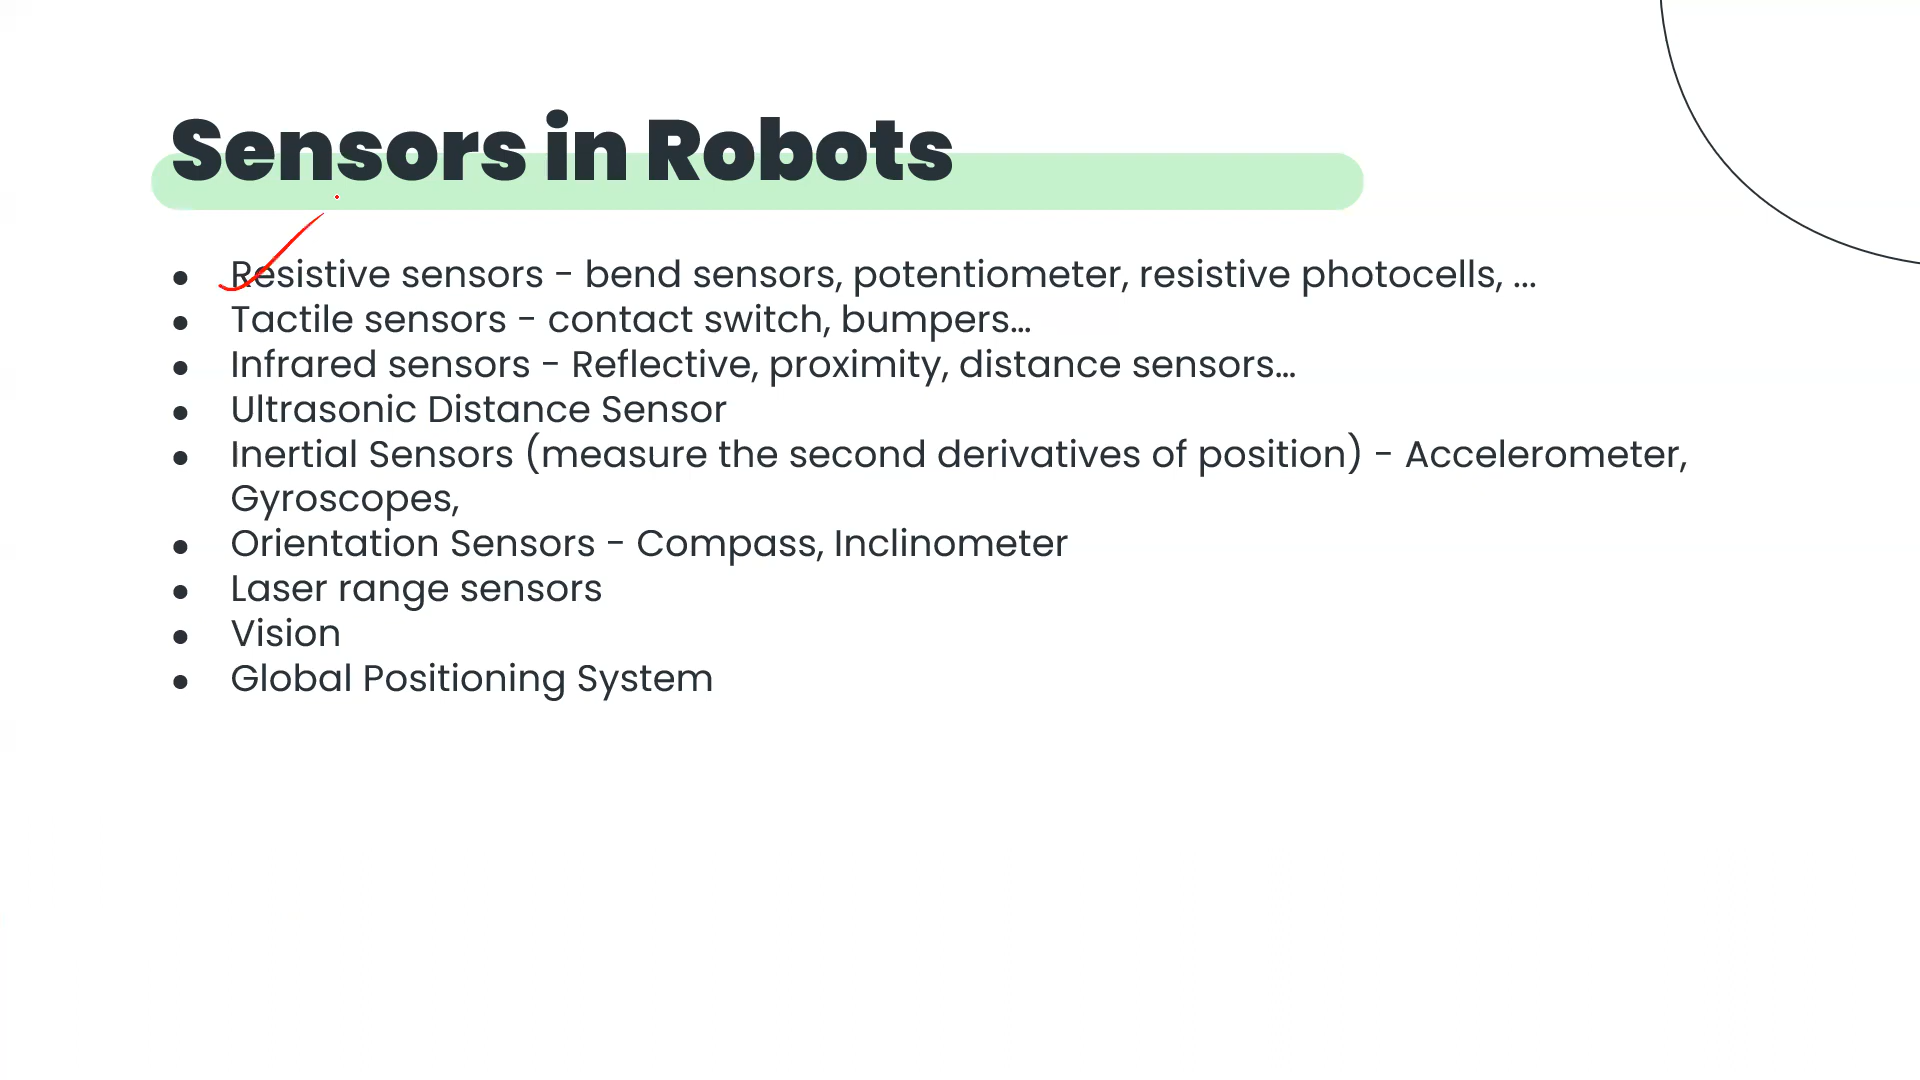 Sensors in Robots
● Resistive sensors - bend sensors, potentiometer, resistive photocells, ...
● Tactile sensors - contact switch, bumpers...
● Infrared sensors - Reflective, proximity, distance sensors...
● Ultrasonic Distance Sensor
● Inertial Sensors (measure the second derivatives of position) - Accelerometer,
Gyroscopes,
● Orientation Sensors - Compass, Inclinometer
● Laser range sensors
● Vision
● Global Positioning System